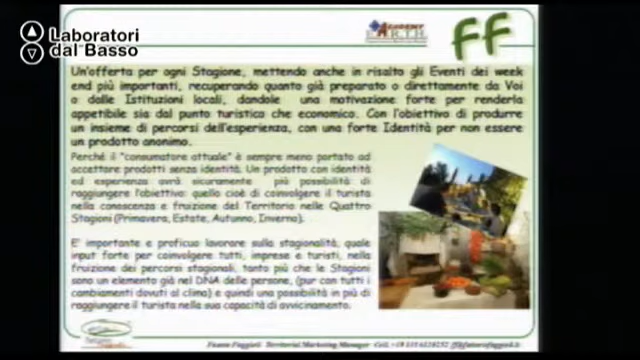 Laboratori
dal Basso
ACADEMY
E.A.R.T.H.
ff
Un'offerta per ogni Stagione, mettendo anche in risalto gli Eventi dei week
end più importanti, recuperando quanto già preparato o direttamente da Voi
o dalle Istituzioni locali, dandole una motivazione forte per renderla
appetibile sia dal punto turistico che economico. Con l'obiettivo di produrre
un insieme di percorsi dell'esperienza, con una forte Identità per non essere
un prodotto anonimo.
Perché il "consumatore attuale" è sempre meno portato ad
accettare prodotti senza identità. Un prodotto con identità
ed esperienza avrà sicuramente più possibilità di
raggiungere l'obiettivo: quello cioè di coinvolgere il turista
nella conoscenza e fruizione del Territorio nelle Quattro
Stagioni (Primavera, Estate, Autunno, Inverno).
E' importante e proficuo lavorare sulla stagionalità, quale
input forte per coinvolgere tutti, imprese e turisti, nella
fruizione dei percorsi stagionali, tanto più che le Stagioni
sono un elemento già nel DNA delle persone, (pur con tutti i
cambiamenti dovuti al clima) e quindi una possibilità in più di
raggiungere il turista nella sua capacità di avvicinamento.
Territorial Marketing Manager Cell.